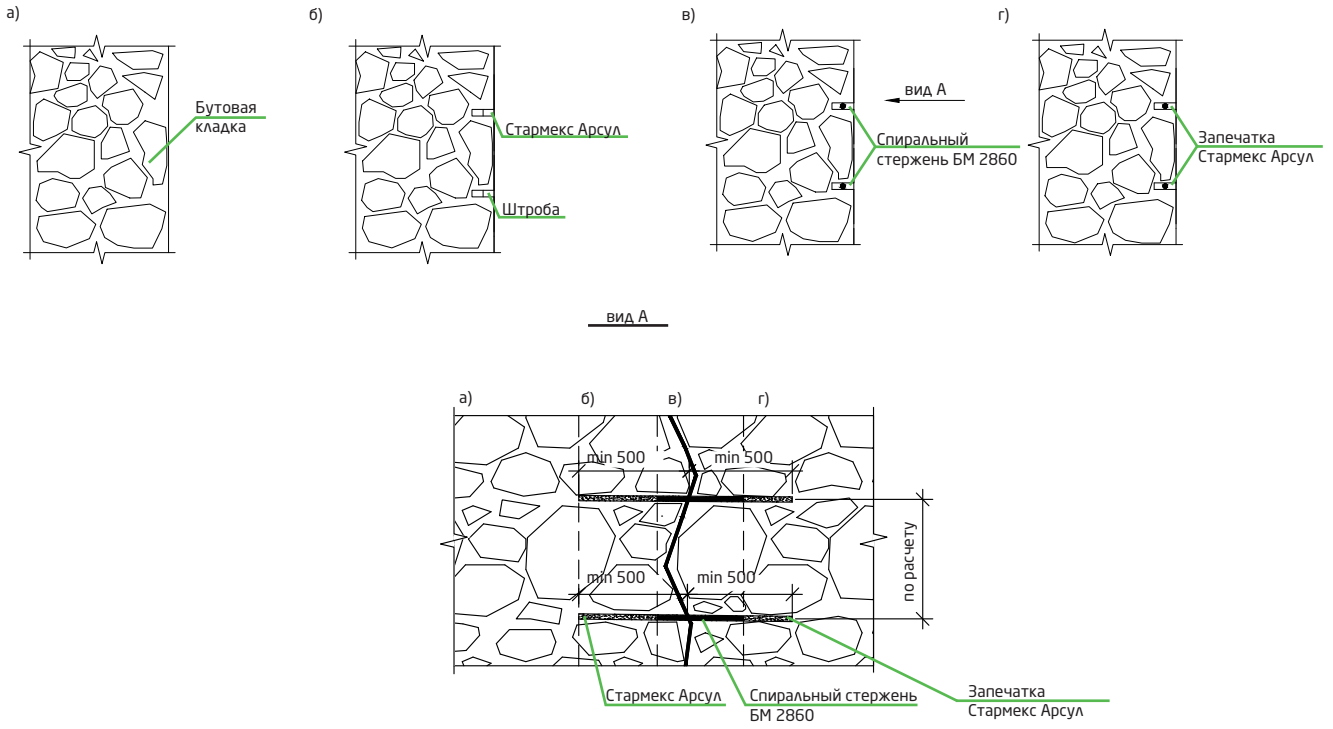 а)
б)
в)
г)
Бутовая
кладка
Стармекс Арсул
Штроба
вид А
Спиральный
стержень БМ 2860
Запечатка
Стармекс Арсул
вид А
а)
б)
в)
г)
min 500
min 500
min 500
min 500
по расчету
Стармекс Арсул
Спиральный стержень
БМ 2860
Запечатка
Стармекс Арсул